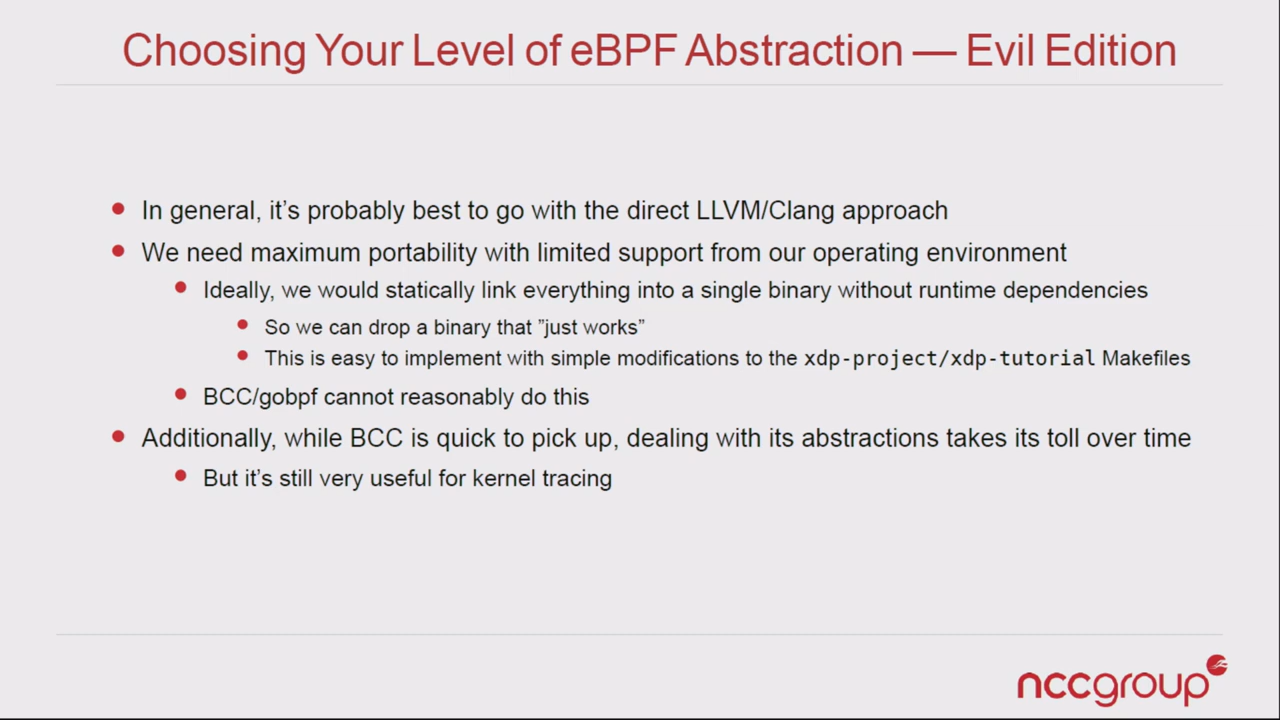 Choosing Your Level of eBPF Abstraction — Evil Edition
In general, it's probably best to go with the direct LLVM/Clang approach
We need maximum portability with limited support from our operating environment
Ideally, we would statically link everything into a single binary without runtime dependencies
So we can drop a binary that ”just works”
This is easy to implement with simple modifications to the xdp-project/xdp-tutorial Makefiles
BCC/gobpf cannot reasonably do this
Additionally, while BCC is quick to pick up, dealing with its abstractions takes its toll over time
But it's still very useful for kernel tracing
nccgroup